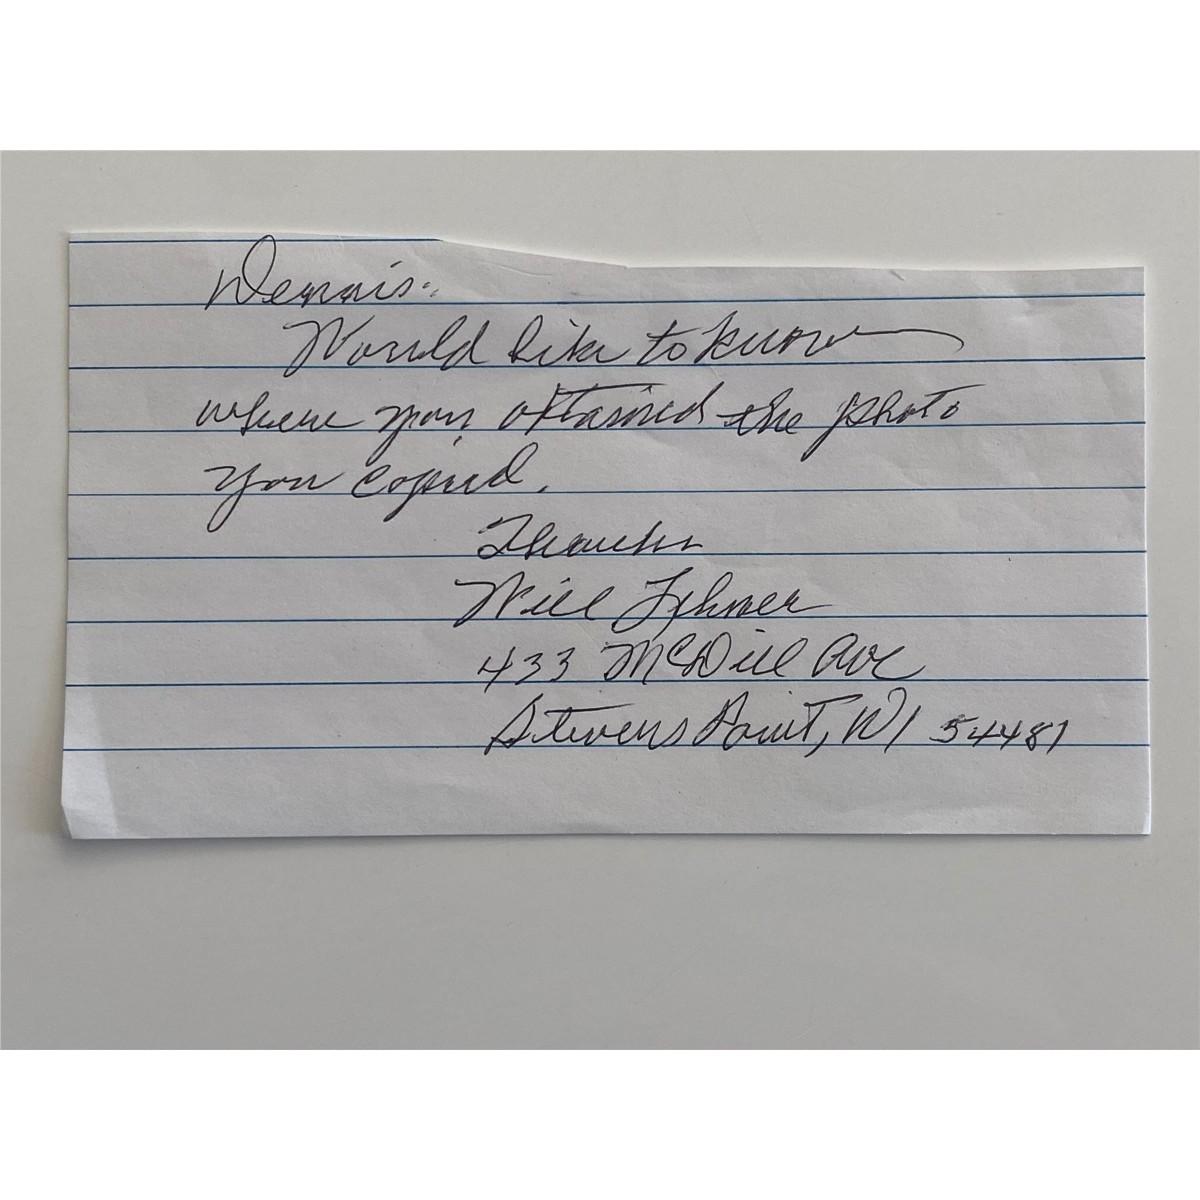 Dennis:
Would like to know
where you obtained the photo
you copied.
Thanks
Will
433 McDill Ave
Stevens Point, WI 54481